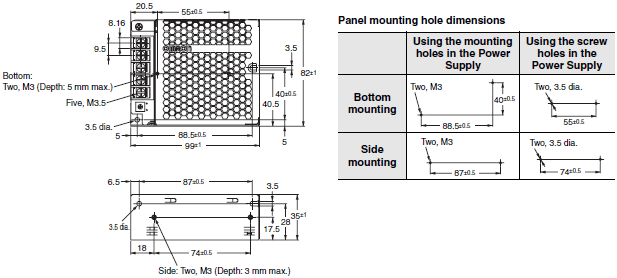 20.5
55±0.5
8.16
9.5
3.5
82±1
40±0.5
40.5
Bottom:
Two, M3 (Depth: 5 mm max.)
Five, M3.5
3.5 dia.
5
88.5±0.5
99±1
5
6.5
87±0.5
3.5
3.5 dia.
17.5
28
35±1
18
74±0.5
Side: Two, M3 (Depth: 3 mm max.)
Panel mounting hole dimensions
Using the mounting holes in the Power Supply
Using the screw holes in the Power Supply
Bottom mounting
Two, M3
40±0.5
88.5±0.5
Two, 3.5 dia.
55±0.5
Side mounting
Two, M3
87±0.5
Two, 3.5 dia.
74±0.5